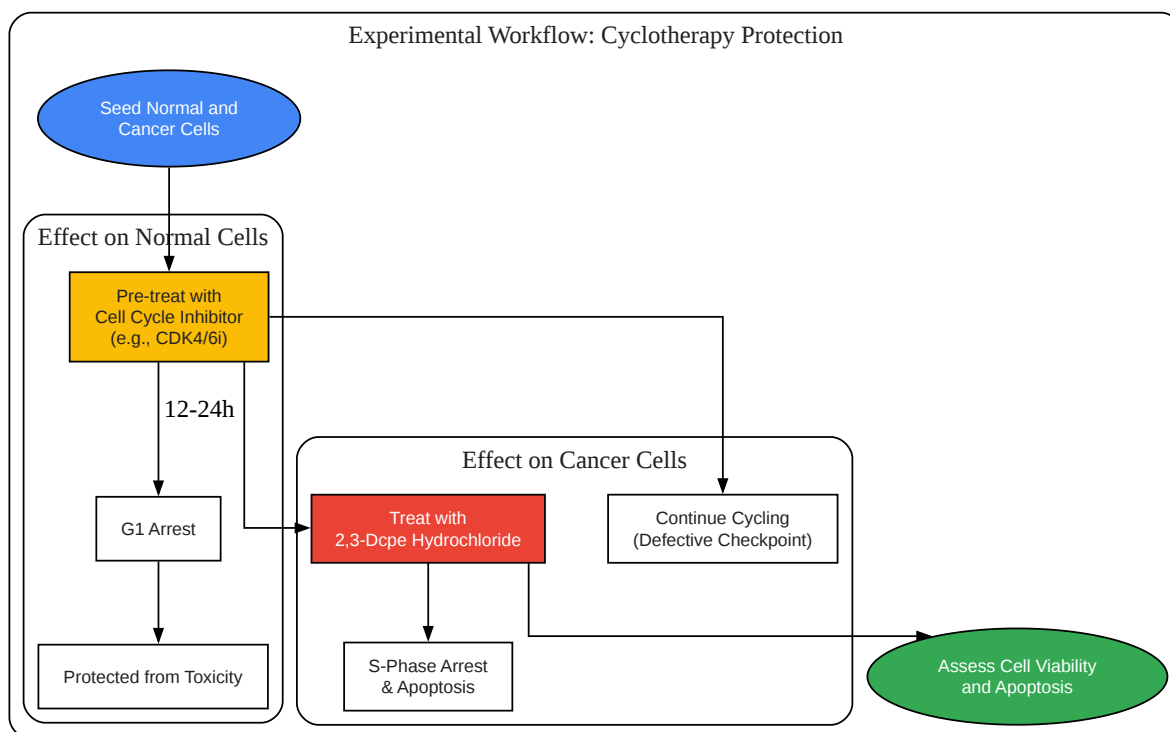 Experimental Workflow: Cyclotherapy Protection
Seed Normal and
Cancer Cells
Effect on Normal Cells
Pre-treat with
Cell Cycle Inhibitor
(e.g., CDK4/6i)
12-24h
Effect on Cancer Cells
G1 Arrest
Treat with
2,3-Dcpe Hydrochloride
Continue Cycling
(Defective Checkpoint)
Protected from Toxicity
S-Phase Arrest
& Apoptosis
Assess Cell Viability
and Apoptosis